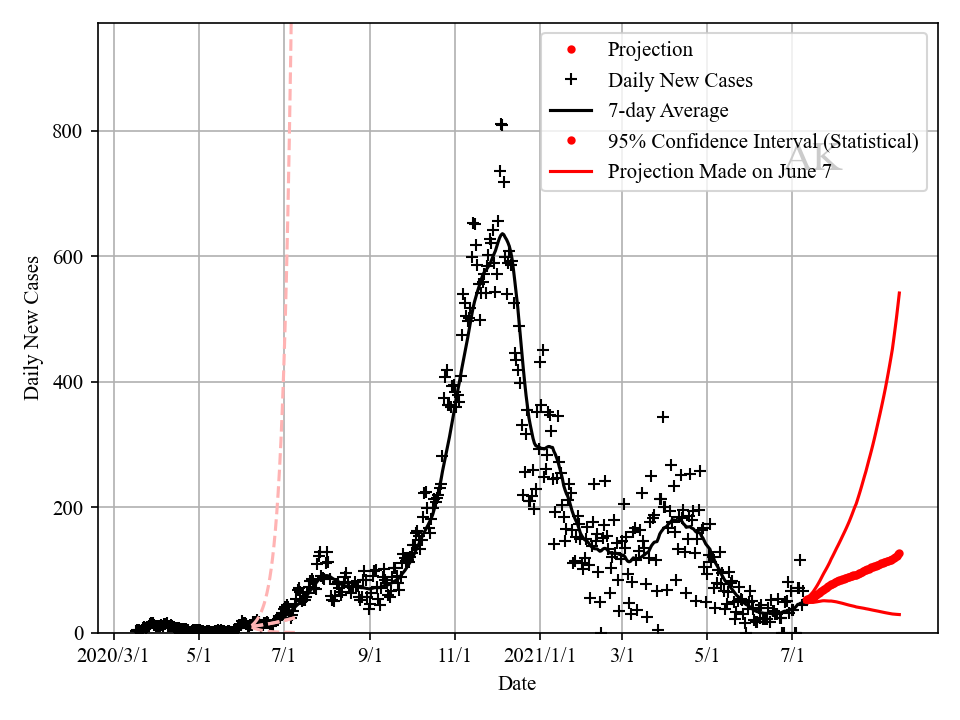 Projection
Daily New Cases
7-day Average
95% Confidence Interval (Statistical)
AK
Projection Made on June 7
800
600
400
200
0
Daily New Cases
2020/3/1 5/1 7/1 9/1 11/1 2021/1/1 3/1 5/1 7/1
Date